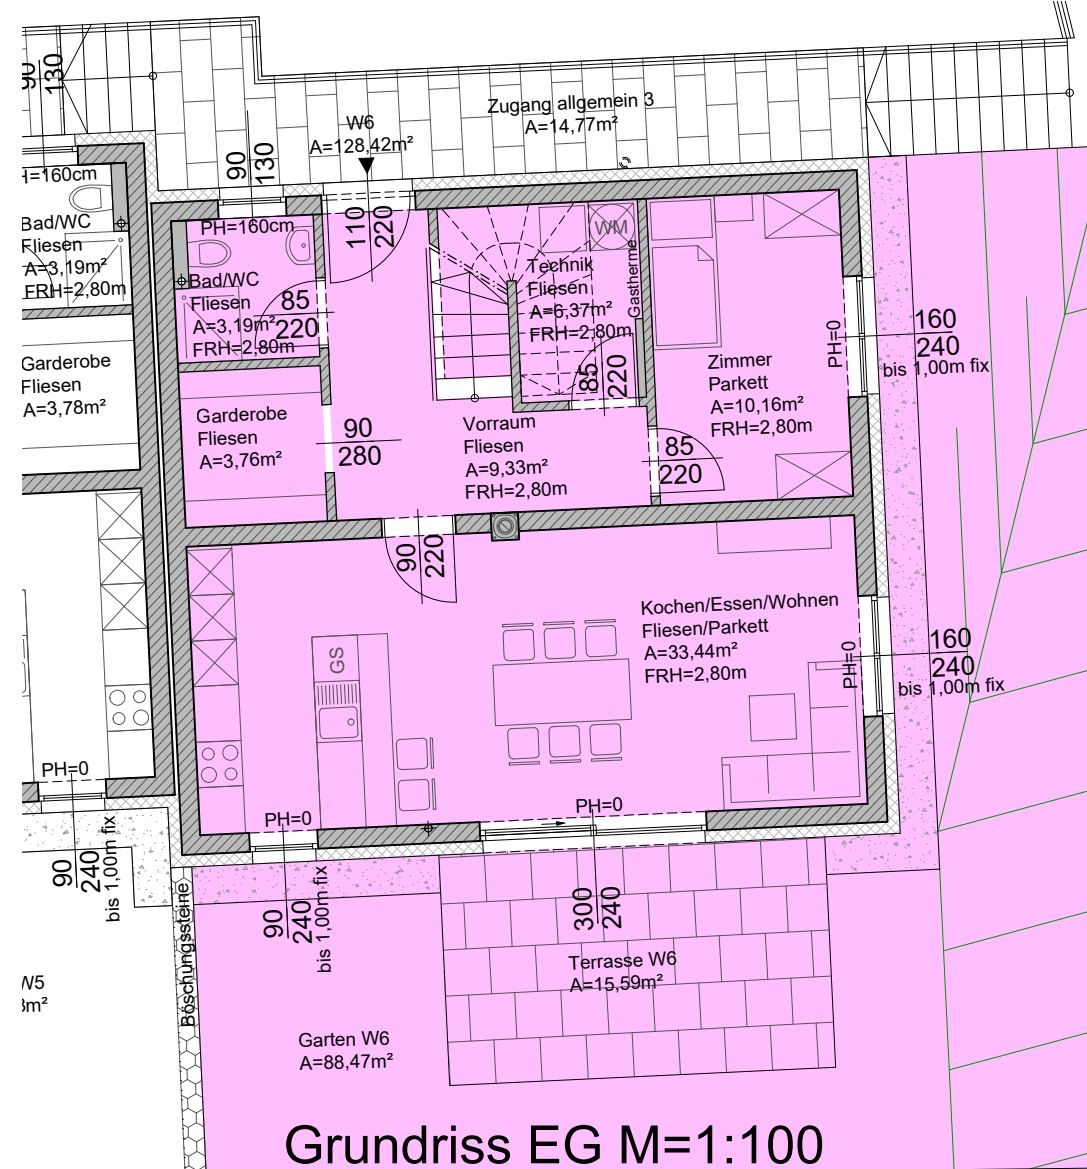 90
130
Zugang allgemein 3
A=14,77m²
W6
A=128,42m²
90
130
PH=160cm
110
220
WM
Gastherme
Technik
Fliesen
A=6,37m²
FRH=2,80m
Bad/WC
Fliesen
A=3,19m²
FRH=2,80m
85
220
H=160cm
Bad/WC
Fliesen
A=3,19m²
FRH=2,80m
Garderobe
Fliesen
A=3,78m²
85
220
Zimmer
Parkett
A=10,16m²
FRH=2,80m
PH=0
160
240
bis 1,00m fix
Garderobe
Fliesen
A=3,76m²
90
280
Vorraum
Fliesen
A=9,33m²
FRH=2,80m
85
220
90
220
Kochen/Essen/Wohnen
Fliesen/Parkett
A=33,44m²
FRH=2,80m
GS
PH=0
160
240
bis 1,00m fix
PH=0
90
240
bis 1,00m fix
PH=0
90
240
bis 1,00m fix
PH=0
300
240
Böschungssteine
Terrasse W6
A=15,59m²
W5
m²
Garten W6
A=88,47m²
Grundriss EG M=1:100